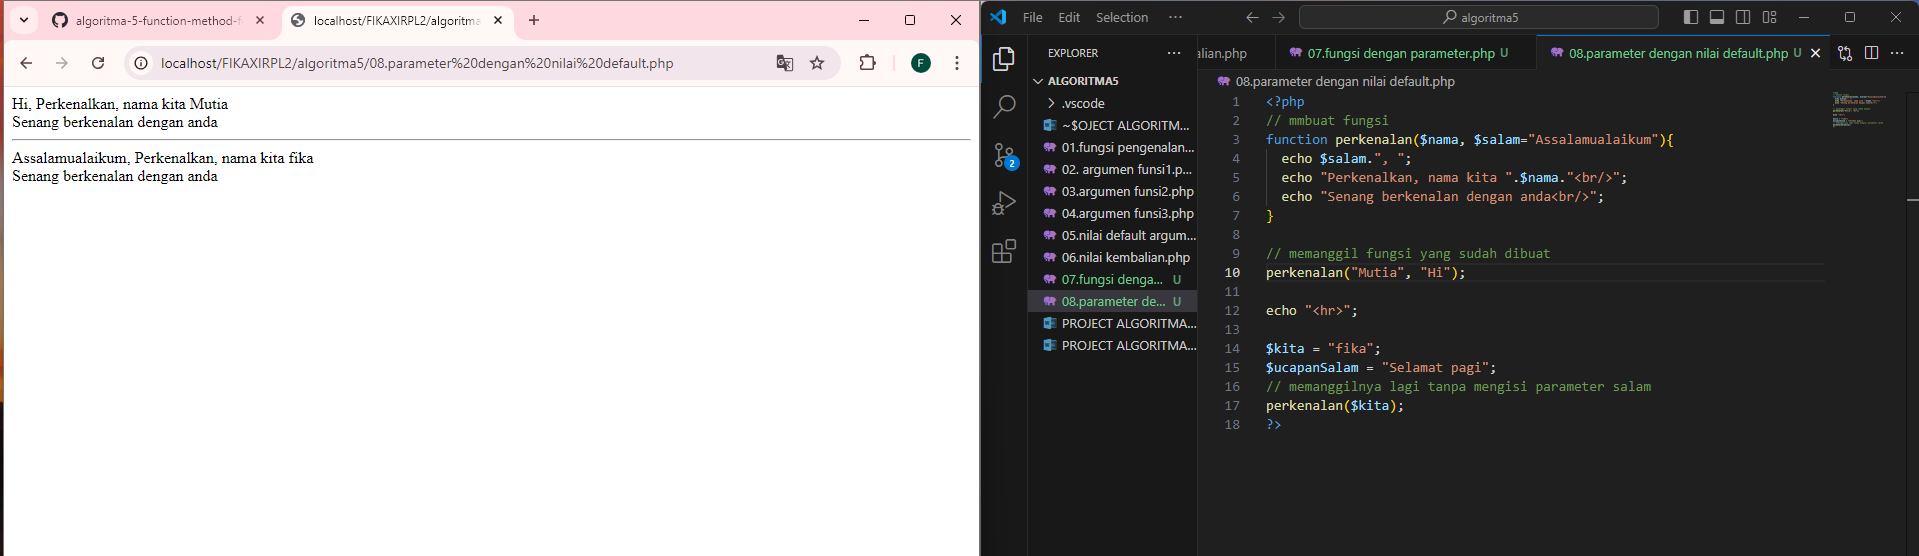 algoritma-5-function-method-f
localhost/FIKAXIRPL2/algoritma
localhost/FIKAXIRPL2/algoritma5/08.parameter%20dengan%20nilai%20default.php
F
Hi, Perkenalkan, nama kita Mutia
Senang berkenalan dengan anda
Assalamualaikum, Perkenalkan, nama kita fika
Senang berkenalan dengan anda
File Edit Selection ···
algoritma5
EXPLORER ···
ALGORITMA5
.vscode
~$OJECT ALGORITM...
01.fungsi pengenalan...
02. argumen funsi1.p...
03.argumen funsi2.php
04.argumen funsi3.php
05.nilai default argum...
06.nilai kembalian.php
07.fungsi denga... U
08.parameter de... U
PROJECT ALGORITMA...
PROJECT ALGORITMA...
2
alian.php
07.fungsi dengan parameter.php U
08.parameter dengan nilai default.php U
08.parameter dengan nilai default.php
1 <?php
2 // mmbuat fungsi
3 function perkenalan($nama, $salam="Assalamualaikum"){
4 echo $salam.", ";
5 echo "Perkenalkan, nama kita ".$nama."<br/>";
6 echo "Senang berkenalan dengan anda<br/>";
7 }
8
9 // memanggil fungsi yang sudah dibuat
10 perkenalan("Mutia", "Hi");
11
12 echo "<hr>";
13
14 $kita = "fika";
15 $ucapanSalam = "Selamat pagi";
16 // memanggilnya lagi tanpa mengisi parameter salam
17 perkenalan($kita);
18 ?>